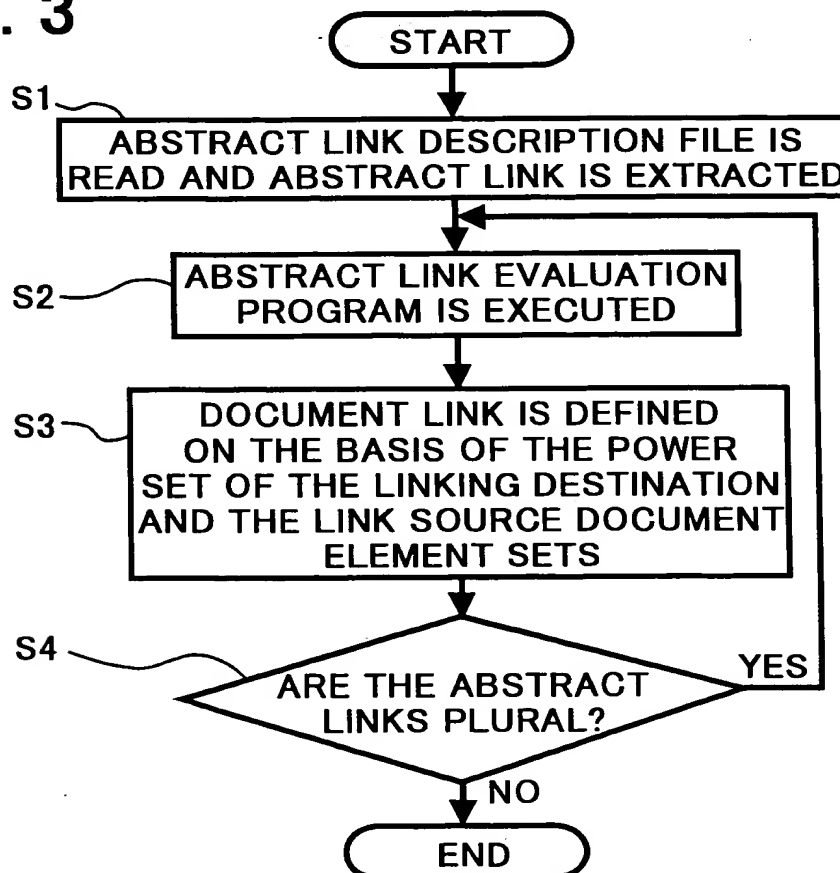 . 3
START
S1
ABSTRACT LINK DESCRIPTION FILE IS
READ AND ABSTRACT LINK IS EXTRACTED
S2
ABSTRACT LINK EVALUATION
PROGRAM IS EXECUTED
S3
DOCUMENT LINK IS DEFINED
ON THE BASIS OF THE POWER
SET OF THE LINKING DESTINATION
AND THE LINK SOURCE DOCUMENT
ELEMENT SETS
S4
ARE THE ABSTRACT
LINKS PLURAL?
YES
NO
END